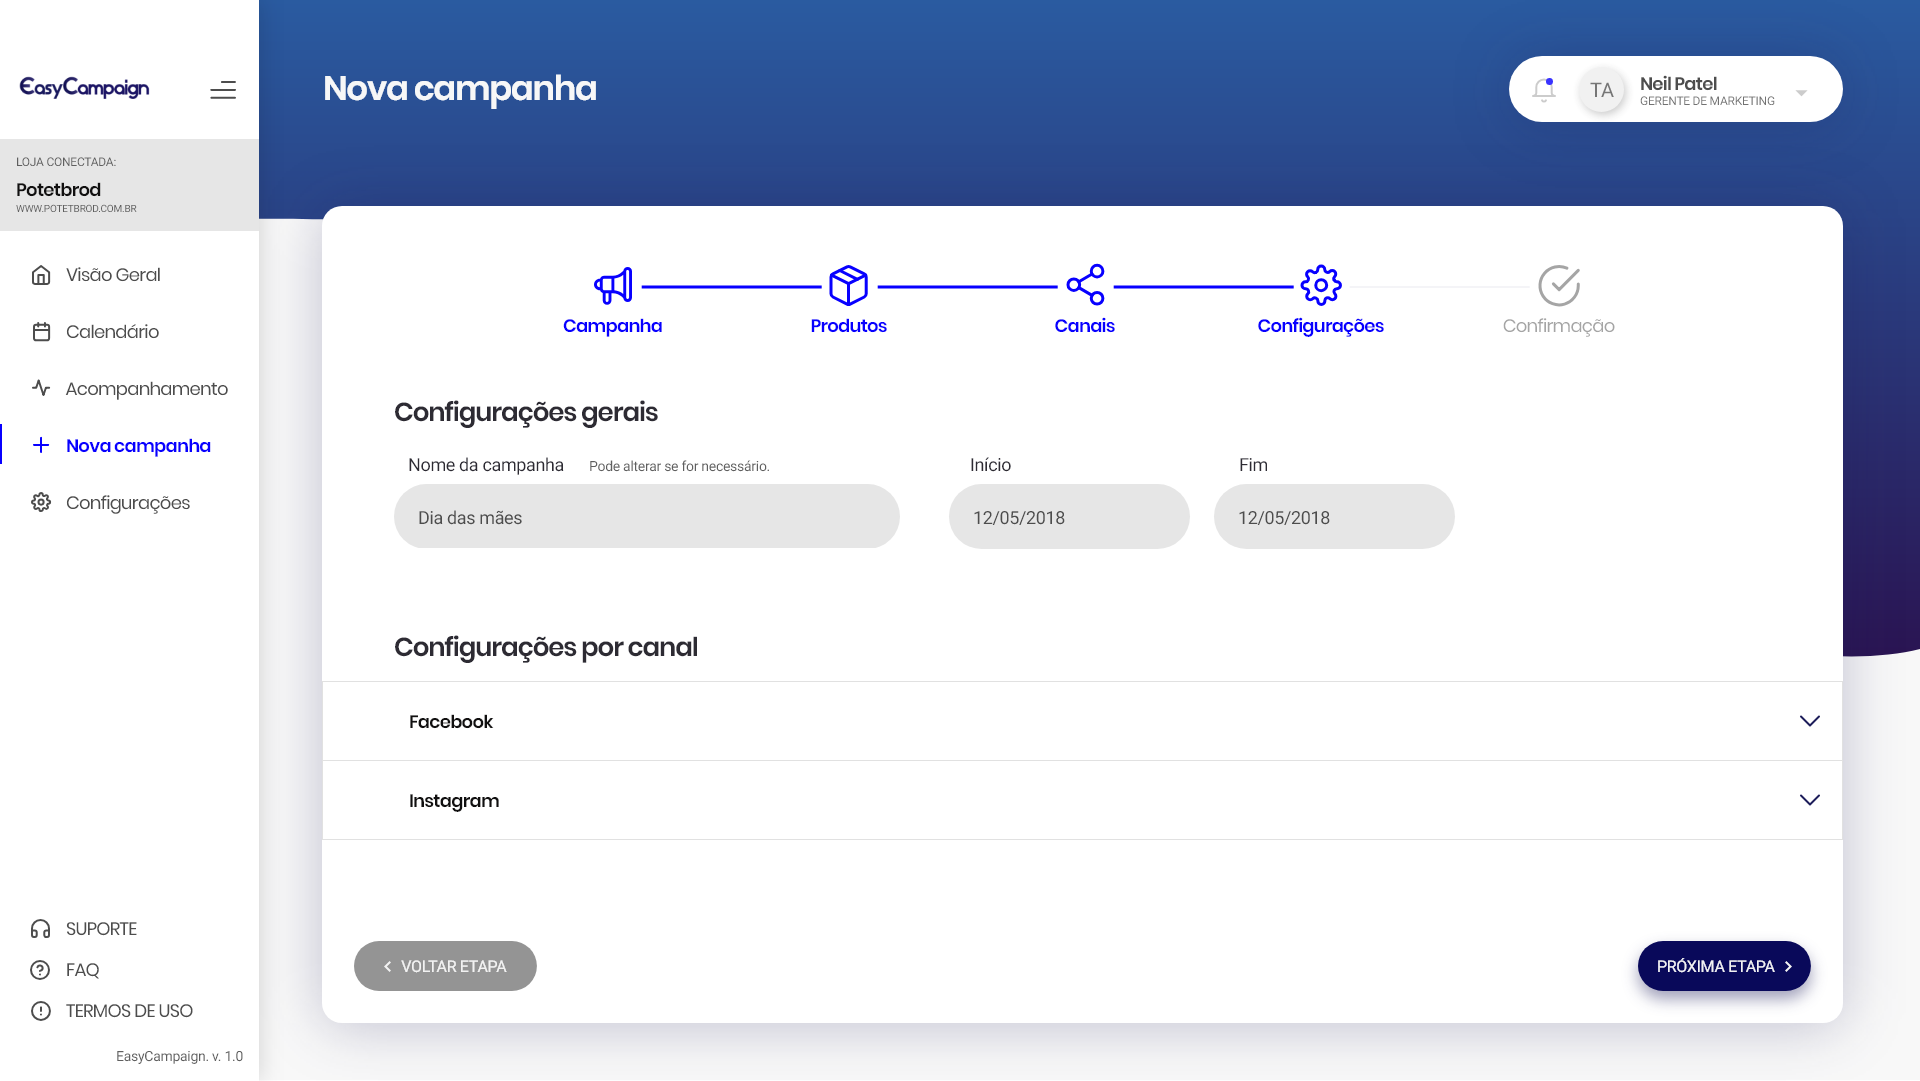 EasyCampaign
LOJA CONECTADA:
Potetbrod
WWW.POTETBROD.COM.BR
Visão Geral
Calendário
Acompanhamento
Nova campanha
Configurações
SUPORTE
FAQ
TERMOS DE USO
EasyCampaign. v. 1.0
Nova campanha
TA
Neil Patel
GERENTE DE MARKETING
Campanha
Produtos
Canais
Configurações
Confirmação
Configurações gerais
Nome da campanha Pode alterar se for necessário.
Início
Fim
Dia das mães
12/05/2018
12/05/2018
Configurações por canal
Facebook
Instagram
VOLTAR ETAPA
PRÓXIMA ETAPA